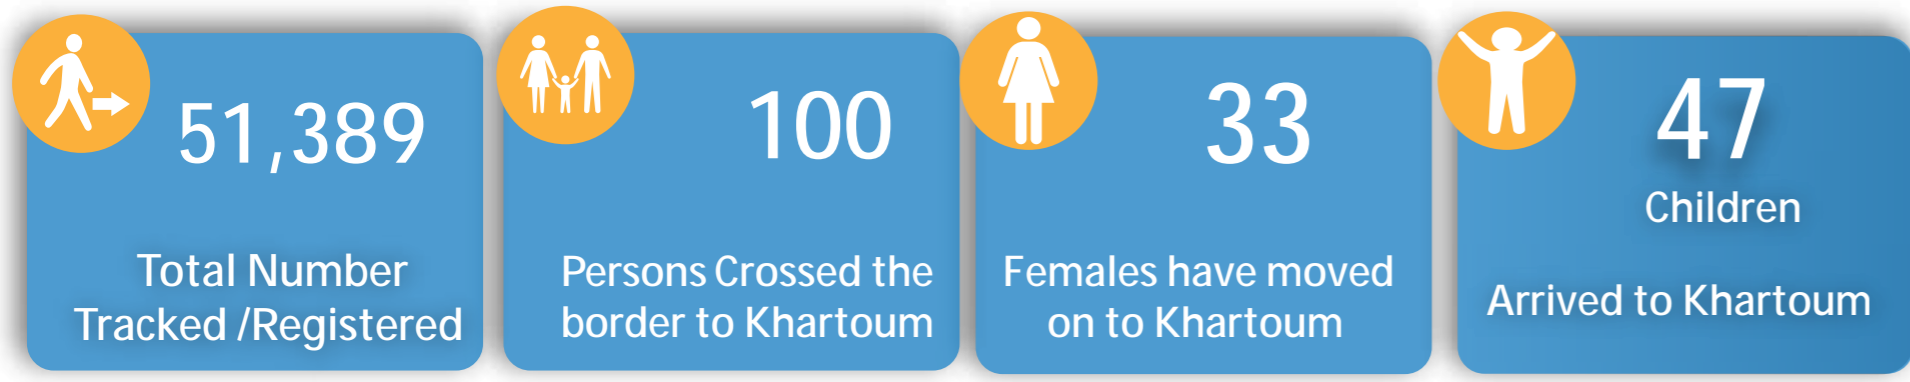 51,389
Total Number
Tracked /Registered
100
Persons Crossed the
border to Khartoum
33
Females have moved
on to Khartoum
47
Children
Arrived to Khartoum